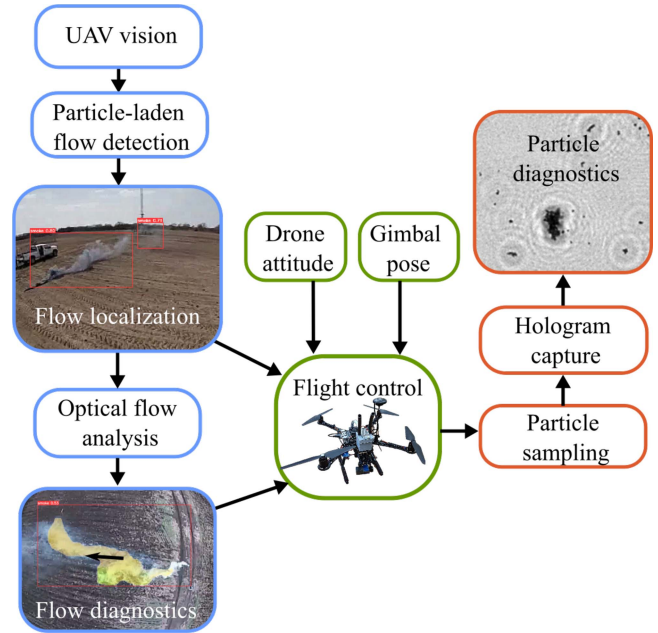 UAV vision
Particle-laden
flow detection
Flow localization
Optical flow
analysis
Flow diagnostics
Drone
attitude
Gimbal
pose
Flight control
Particle
diagnostics
Hologram
capture
Particle
sampling